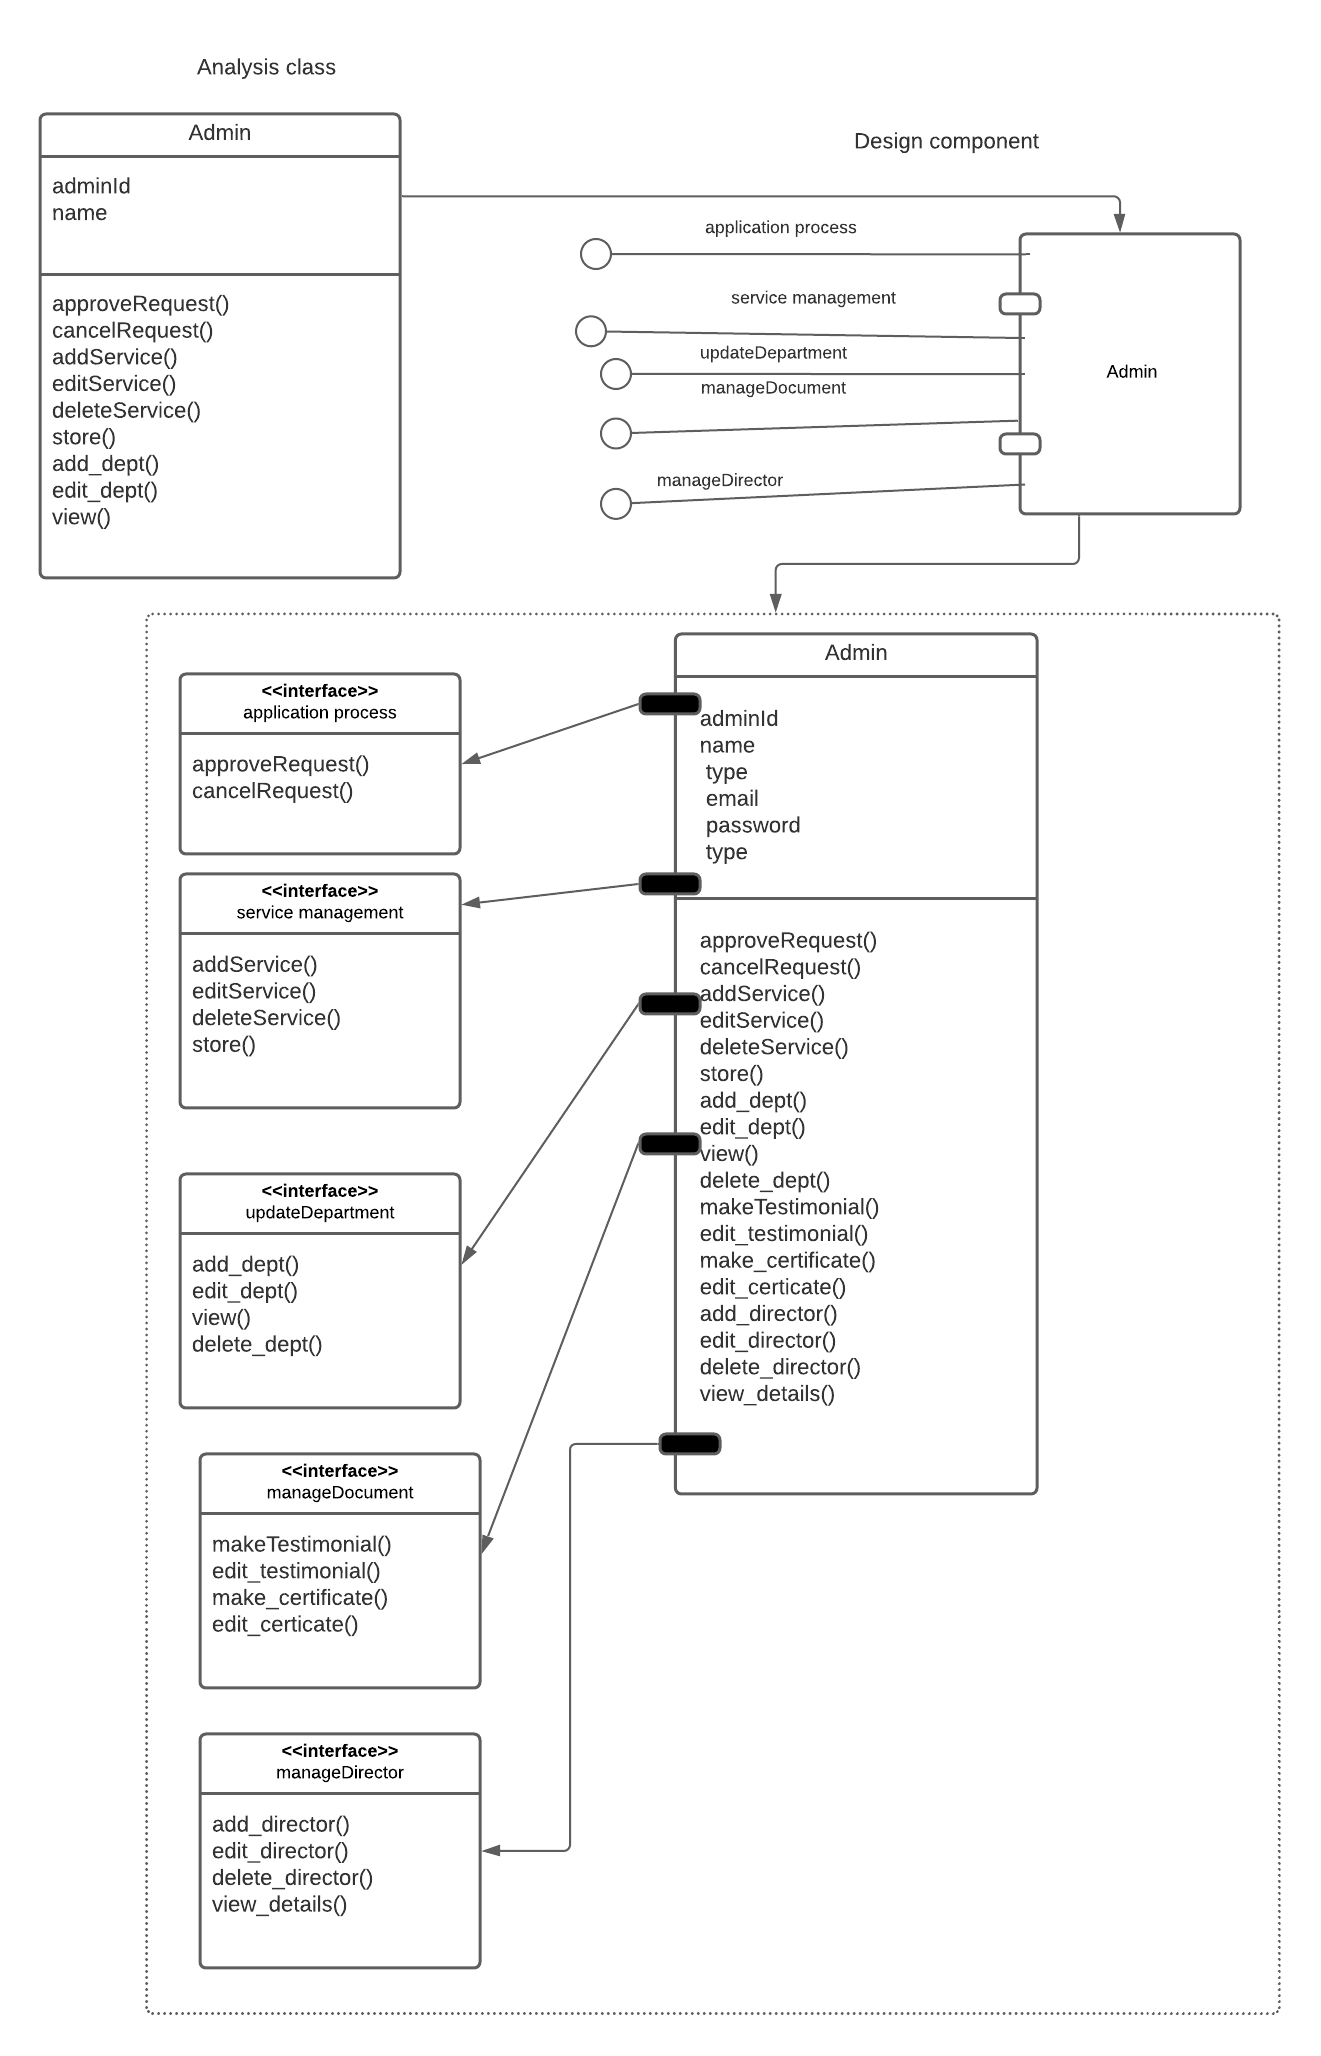 Analysis class
Admin
adminId
name
approveRequest()
cancelRequest()
addService()
editService()
deleteService()
store()
add_dept()
edit_dept()
view()
Design component
application process
service management
updateDepartment
manageDocument
manageDirector
Admin
<<interface>>
application process
approveRequest()
cancelRequest()
<<interface>>
service management
addService()
editService()
deleteService()
store()
<<interface>>
updateDepartment
add_dept()
edit_dept()
view()
delete_dept()
<<interface>>
manageDocument
makeTestimonial()
edit_testimonial()
make_certificate()
edit_certicate()
<<interface>>
manageDirector
add_director()
edit_director()
delete_director()
view_details()
Admin
adminId
name
type
email
password
type
approveRequest()
cancelRequest()
addService()
editService()
deleteService()
store()
add_dept()
edit_dept()
view()
delete_dept()
makeTestimonial()
edit_testimonial()
make_certificate()
edit_certicate()
add_director()
edit_director()
delete_director()
view_details()